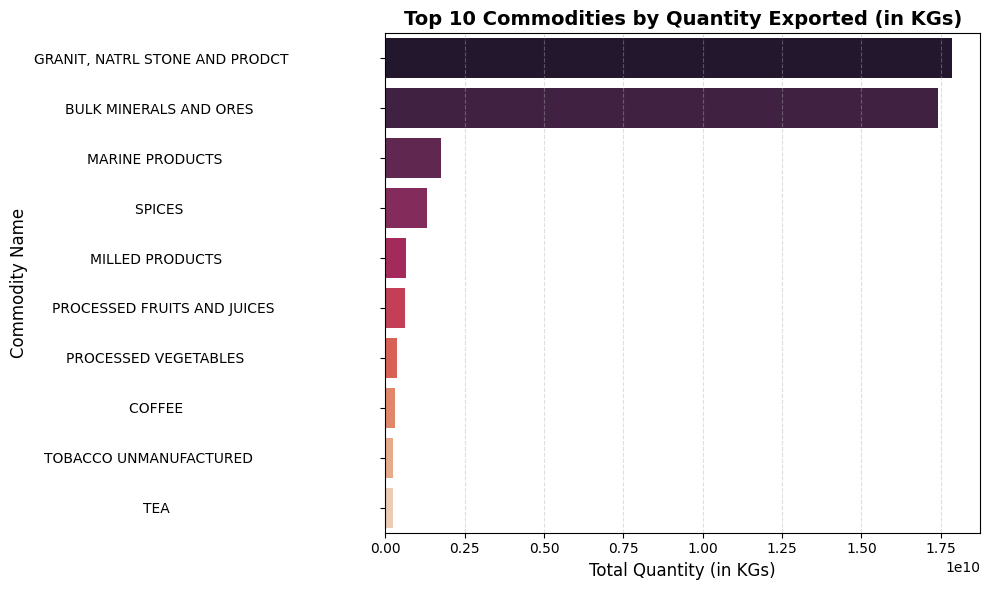 Top 10 Commodities by Quantity Exported (in KGs)
Commodity Name
GRANIT, NATRL STONE AND PRODCT
BULK MINERALS AND ORES
MARINE PRODUCTS
SPICES
MILLED PRODUCTS
PROCESSED FRUITS AND JUICES
PROCESSED VEGETABLES
COFFEE
TOBACCO UNMANUFACTURED
TEA
0.00 0.25 0.50 0.75 1.00 1.25 1.50 1.75
1e10
Total Quantity (in KGs)